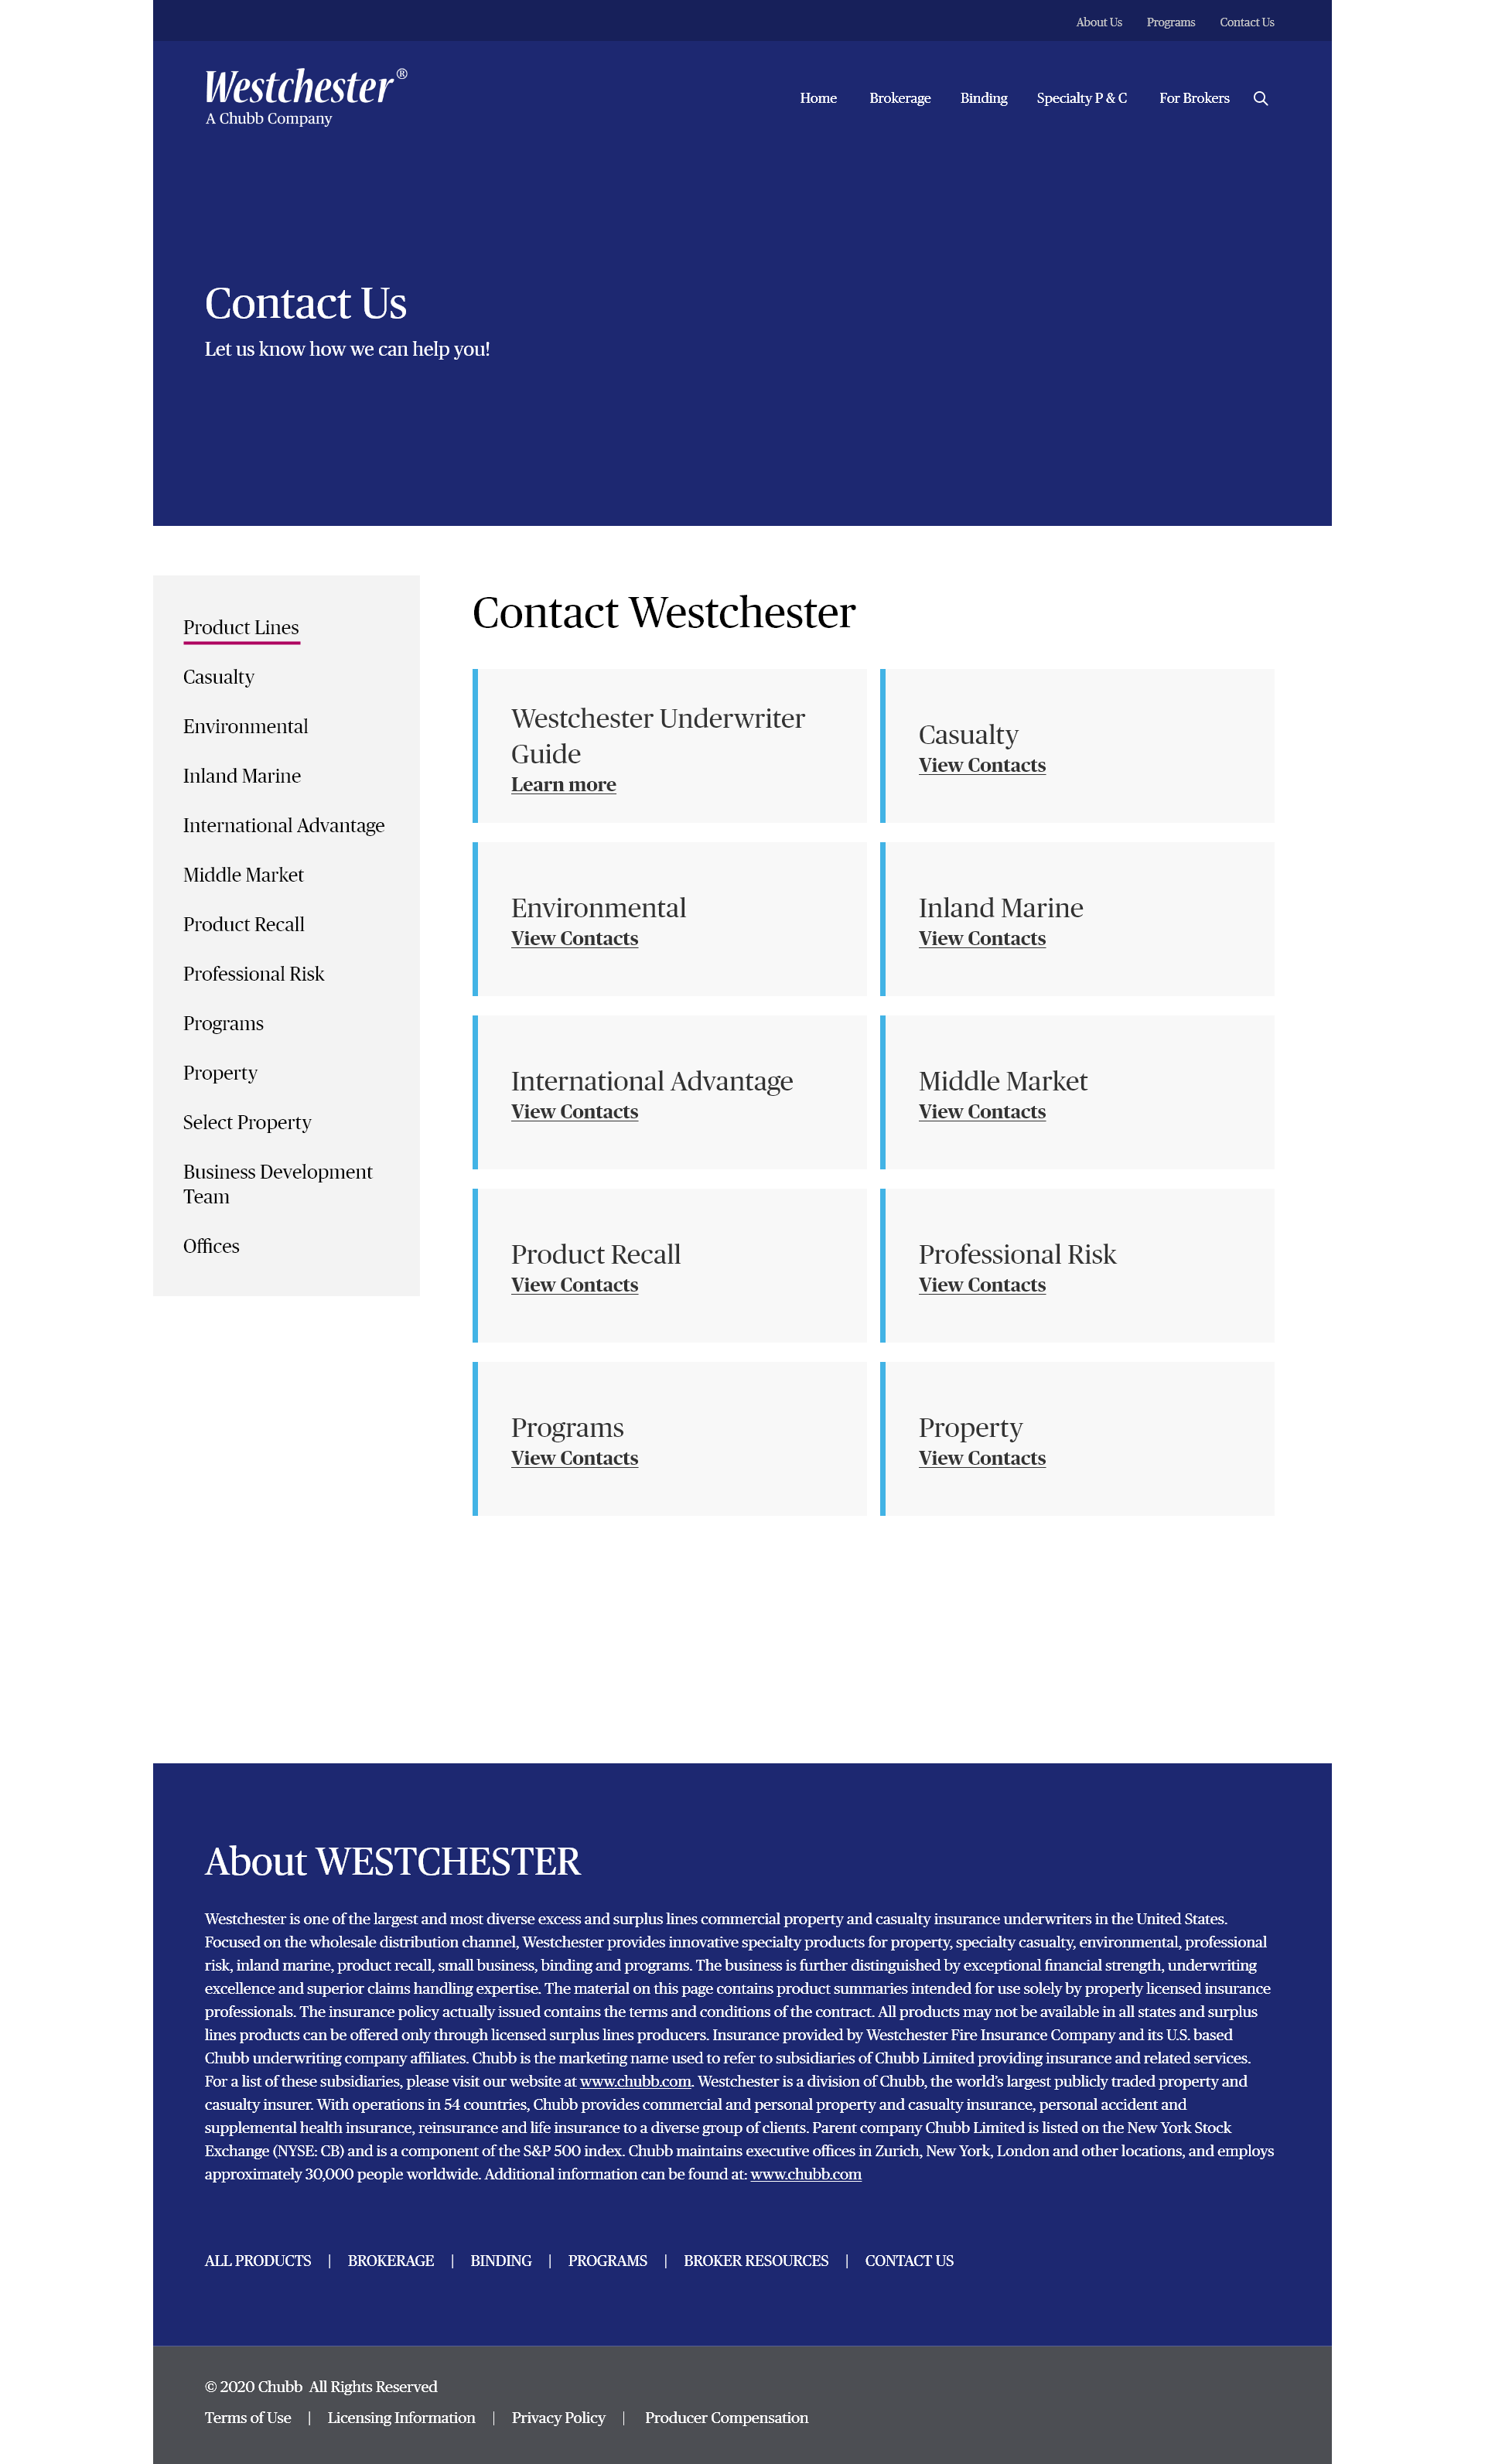 About Us Programs Contact Us
Westchester®
A Chubb Company
Home Brokerage Binding Specialty P & C For Brokers
Contact Us
Let us know how we can help you!
Product Lines
Casualty
Environmental
Inland Marine
International Advantage
Middle Market
Product Recall
Professional Risk
Programs
Property
Select Property
Business Development
Team
Offices
Contact Westchester
Westchester Underwriter
Guide
Learn more
Casualty
View Contacts
Environmental
View Contacts
Inland Marine
View Contacts
International Advantage
View Contacts
Middle Market
View Contacts
Product Recall
View Contacts
Professional Risk
View Contacts
Programs
View Contacts
Property
View Contacts
About WESTCHESTER
Westchester is one of the largest and most diverse excess and surplus lines commercial property and casualty insurance underwriters in the United States.
Focused on the wholesale distribution channel, Westchester provides innovative specialty products for property, specialty casualty, environmental, professional
risk, inland marine, product recall, small business, binding and programs. The business is further distinguished by exceptional financial strength, underwriting
excellence and superior claims handling expertise. The material on this page contains product summaries intended for use solely by properly licensed insurance
professionals. The insurance policy actually issued contains the terms and conditions of the contract. All products may not be available in all states and surplus
lines products can be offered only through licensed surplus lines producers. Insurance provided by Westchester Fire Insurance Company and its U.S. based
Chubb underwriting company affiliates. Chubb is the marketing name used to refer to subsidiaries of Chubb Limited providing insurance and related services.
For a list of these subsidiaries, please visit our website at www.chubb.com. Westchester is a division of Chubb, the world's largest publicly traded property and
casualty insurer. With operations in 54 countries, Chubb provides commercial and personal property and casualty insurance, personal accident and
supplemental health insurance, reinsurance and life insurance to a diverse group of clients. Parent company Chubb Limited is listed on the New York Stock
Exchange (NYSE: CB) and is a component of the S&P 500 index. Chubb maintains executive offices in Zurich, New York, London and other locations, and employs
approximately 30,000 people worldwide. Additional information can be found at: www.chubb.com
ALL PRODUCTS | BROKERAGE | BINDING | PROGRAMS | BROKER RESOURCES | CONTACT US
© 2020 Chubb All Rights Reserved
Terms of Use | Licensing Information | Privacy Policy | Producer Compensation